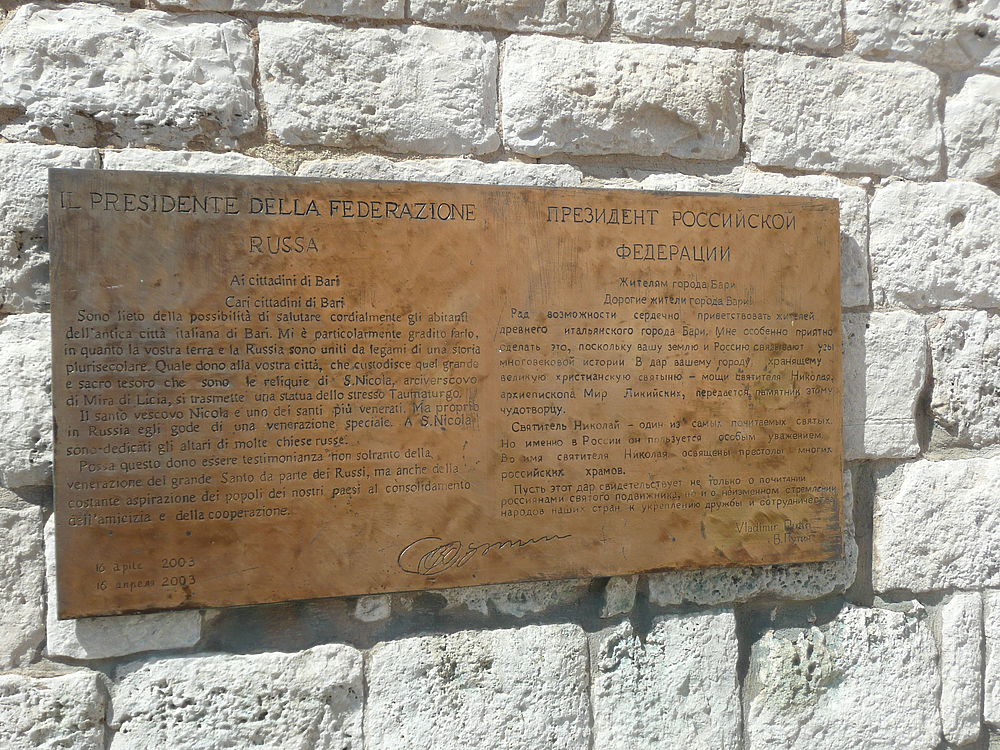 IL PRESIDENTE DELLA FEDERAZIONE
RUSSA
Ai cittadini di Bari
Cari cittadini di Bari
Sono lieto della possibilità di salutare cordialmente gli abitanti
dell'antica città italiana di Bari. Mi è particolarmente gradito farlo,
in quanto la vostra terra e la Russia sono uniti da legami di una storia
plurisecolare. Quale dono alla vostra città, che custodisce quel grande
e sacro tesoro che sono le reliquie di S.Nicola, arcivescovo
di Mira di Licia, si trasmette una statua dello stresso Taumaturgo.
Il santo vescovo Nicola è uno dei santi più venerati. Ma proprio
in Russia egli gode di una venerazione speciale. A S.Nicola
sono dedicati gli altari di molte chiese russe.
Possa questo dono essere testimonianza non solranto della
venerazione del grande Santo da parte dei Russi, ma anche della
costante aspirazione dei popoli dei nostri paesi al consolidamento
dell'amicizia e della cooperazione.
16 apile 2003
16 апреля 2003
ПРЕЗИДЕНТ РОССИЙСКОЙ
ФЕДЕРАЦИИ
Жителям города Бари
Дорогие жители города Бари!
Рад возможности сердечно приветствовать жителей
древнего итальянского города Бари. Мне особенно приятно
сделать это, поскольку вашу землю и Россию связывают узы
многовековой истории В дар вашему городу, хранящему
великую христианскую святыню - мощи святителя Николая,
архиепископа Мир Ликийских, передается памятник этому
чудотворцу.
Святитель Николай - один из самых почитаемых святых.
Но именно в России он пользуется особым уважением.
Во имя святителя Николая освящены престолы многих
российских храмов.
Пусть этот дар свидетельствует не только о почитании
россиянами святого подвижника, но и о неизменном стремлении
народов наших стран к укреплению дружбы и сотрудничества
Vladimir Putin
В.Путин